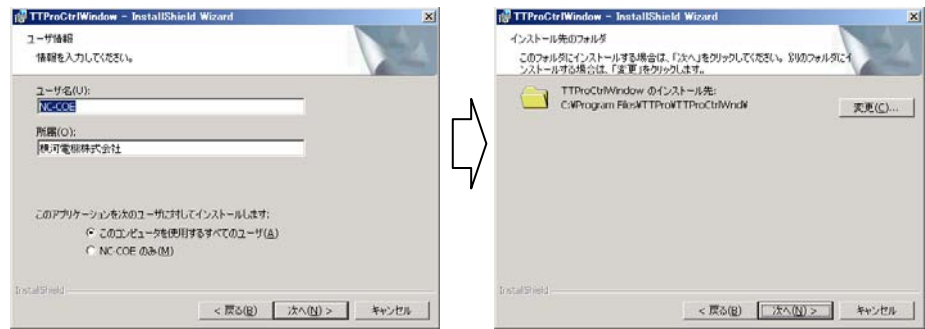 TTProCtrlWindow - InstallShield Wizard
ユーザ情報
情報を入力してください。
ユーザ名(U):
NC-COE
所属(O):
横河電機株式会社
このアプリケーションを次のユーザに対してインストールします:
このコンピュータを使用するすべてのユーザ(A)
NC-COE のみ(M)
InstallShield
< 戻る(B)
次へ(N) >
キャンセル
TTProCtrlWindow - InstallShield Wizard
インストール先のフォルダ
このフォルダにインストールする場合は、「次へ」をクリックしてください。別のフォルダにイ
ンストールする場合は、「変更」をクリックします。
TTProCtrlWindow のインストール先:
C:¥Program Files¥TTPro¥TTProCtrlWind¥
変更(C)...
InstallShield
< 戻る(B)
次へ(N) >
キャンセル